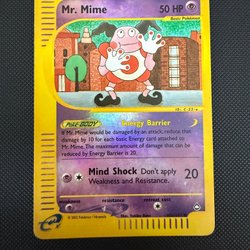 Mr. Mime 50 HP
Basic Pokémon
Poké-BODY Energy Barrier
If Mr. Mime would be damaged by an attack, reduce that
damage by 10 for each basic Energy card attached to
Mr. Mime. The maximum amount of damage that can be
reduced by Energy Barrier is 20.
Mind Shock Don't apply 20
Weakness and Resistance.
weakness resistance retreat cost
e